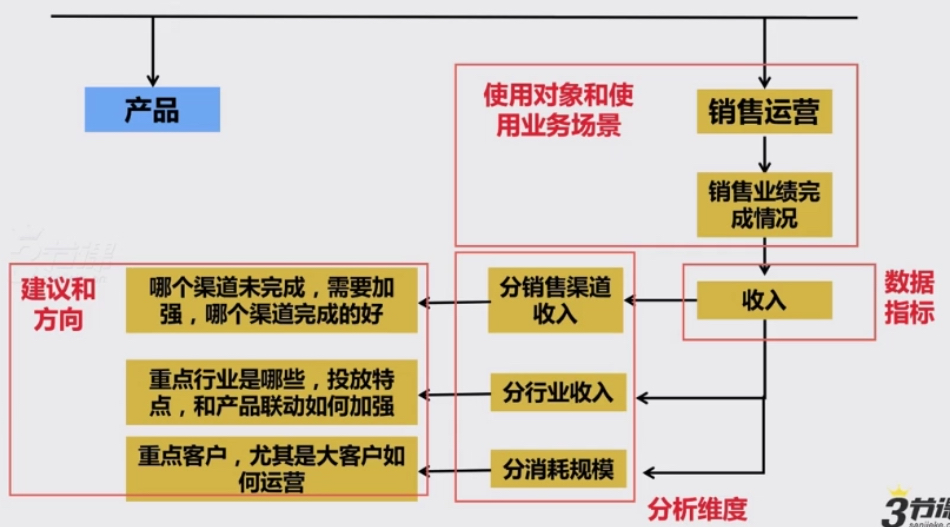 产品
使用对象和使
用业务场景
销售运营
销售业绩完
成情况
建议和
方向
哪个渠道未完成，需要加
强，哪个渠道完成的好
分销售渠道
收入
收入
数据
指标
重点行业是哪些，投放特
点，和产品联动如何加强
分行业收入
重点客户，尤其是大客户如
何运营
分消耗规模
分析维度
3节课